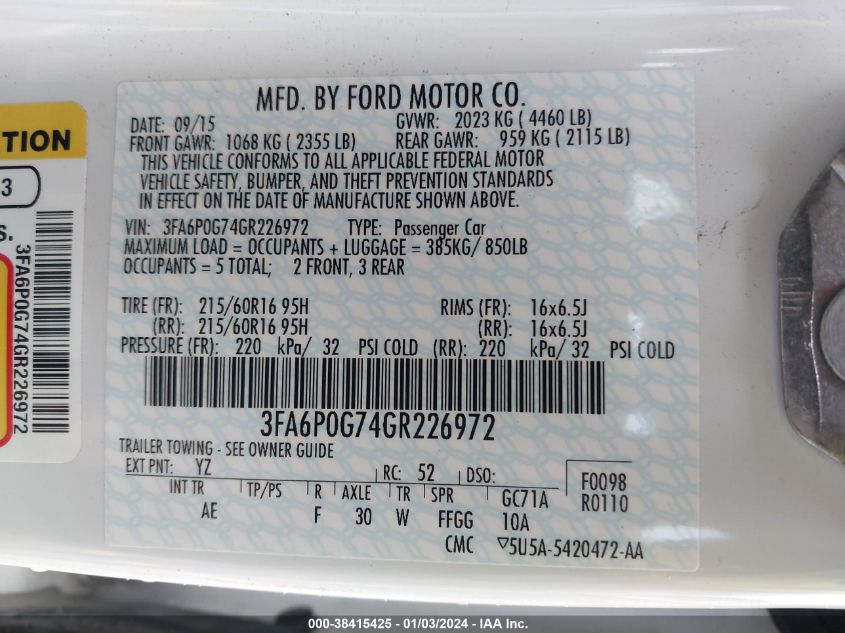 MFD. BY FORD MOTOR CO.
DATE: 09/15 GVWR: 2023 KG ( 4460 LB)
FRONT GAWR: 1068 KG ( 2355 LB) REAR GAWR: 959 KG ( 2115 LB)
THIS VEHICLE CONFORMS TO ALL APPLICABLE FEDERAL MOTOR
VEHICLE SAFETY, BUMPER, AND THEFT PREVENTION STANDARDS
IN EFFECT ON THE DATE OF MANUFACTURE SHOWN ABOVE.
VIN: 3FA6P0G74GR226972 TYPE: Passenger Car
MAXIMUM LOAD = OCCUPANTS + LUGGAGE = 385KG/ 850LB
OCCUPANTS = 5 TOTAL; 2 FRONT, 3 REAR
TIRE (FR): 215/60R16 95H RIMS (FR): 16x6.5J
(RR): 215/60R16 95H (RR): 16x6.5J
PRESSURE (FR): 220 kPa/ 32 PSI COLD (RR): 220 kPa/ 32 PSI COLD
3FA6P0G74GR226972
TRAILER TOWING - SEE OWNER GUIDE
EXT PNT: YZ RC: 52 DSO: F0098
INT TR TP/PS R AXLE TR SPR GC71A R0110
AE F 30 W FFGG 10A
CMC ▽5U5A-5420472-AA
TION
3
S.
3FA6P0G74GR226972
000-38415425 - 01/03/2024 - IAA Inc.